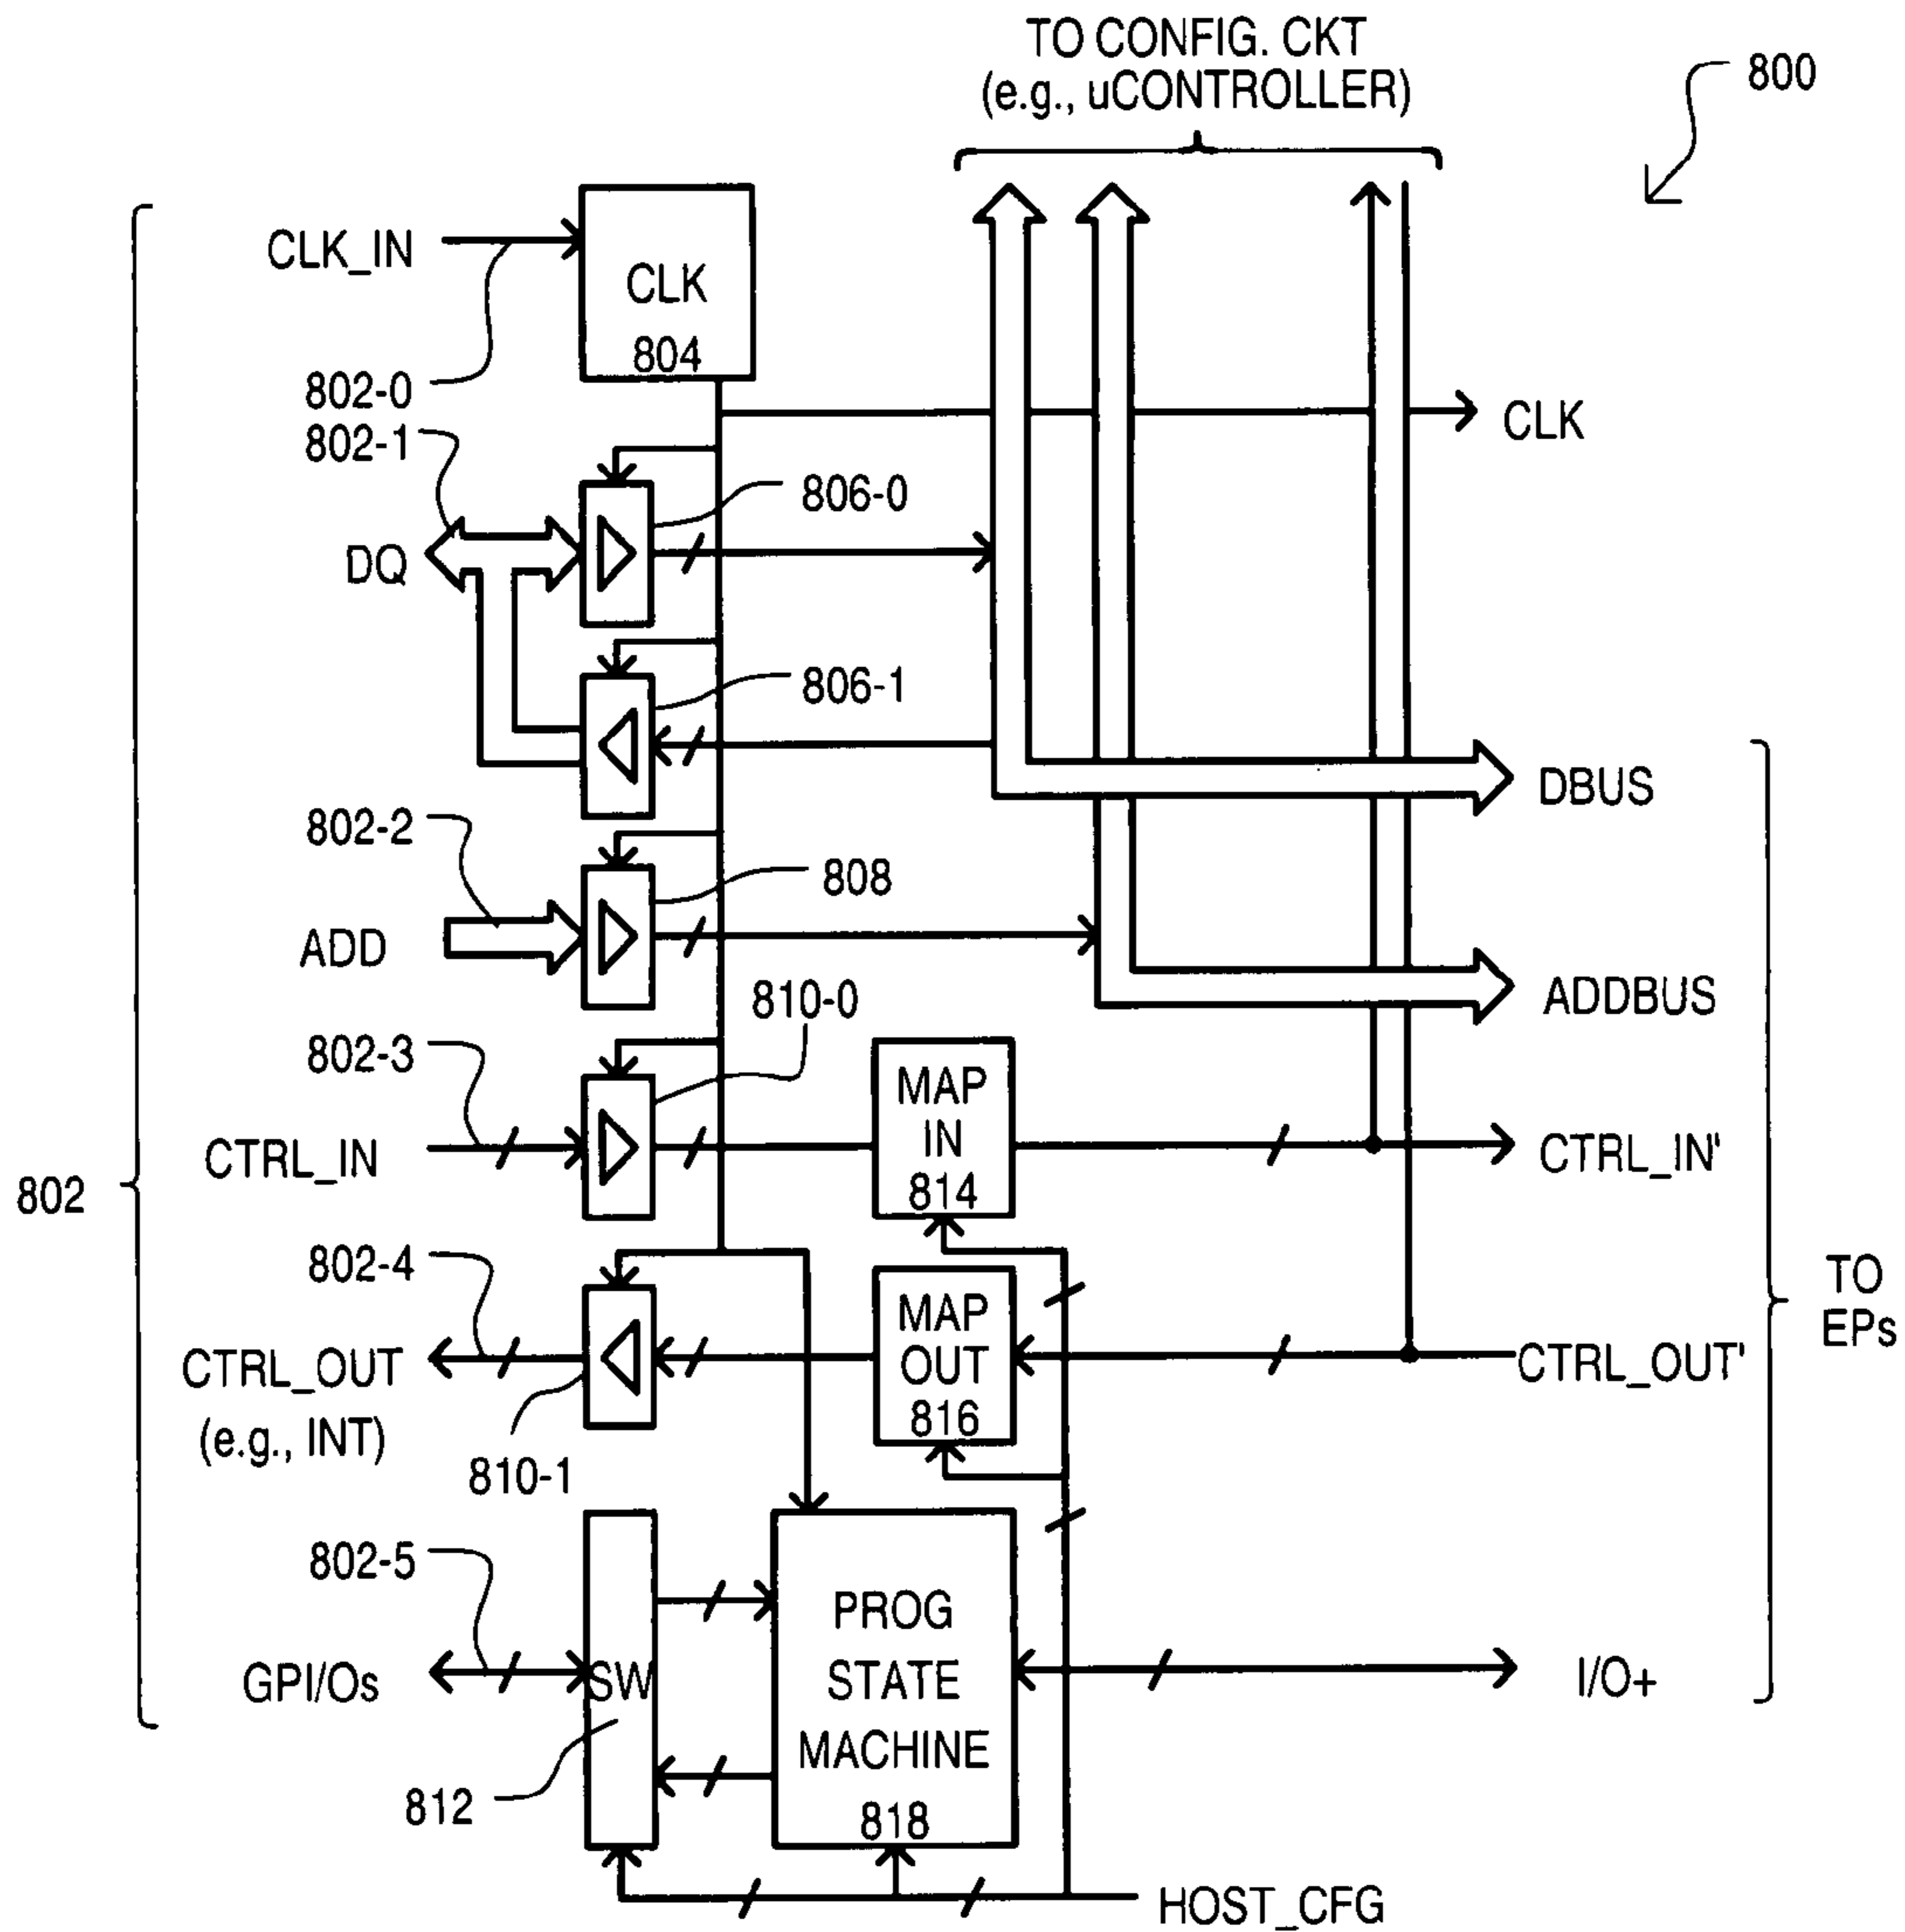 TO CONFIG. CKT
(e.g., uCONTROLLER)
800
CLK_IN
CLK
804
802-0
802-1
CLK
806-0
DQ
806-1
DBUS
802-2
808
ADD
810-0
ADDBUS
802-3
MAP
IN
814
CTRL_IN
CTRL_IN'
802
802-4
MAP
OUT
816
TO
EPs
CTRL_OUT
(e.g., INT)
CTRL_OUT'
810-1
802-5
PROG
STATE
MACHINE
818
GPI/Os
SW
I/O+
812
HOST_CFG